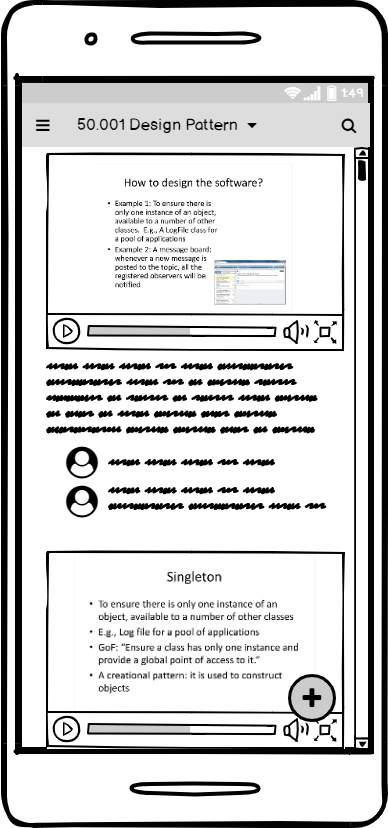 1:49
50.001 Design Pattern
How to design the software?
• Example 1: To ensure there is
only one instance of an object,
available to a number of other
classes. E.g., A LogFile class for
a pool of applications
• Example 2: A message board:
whenever a new message is
posted to the topic, all the
registered observers will be
notified
Singleton
• To ensure there is only one instance of an
object, available to a number of other classes
• E.g., Log file for a pool of applications
• GoF: “Ensure a class has only one instance and
provide a global point of access to it.”
• A creational pattern: it is used to construct
objects